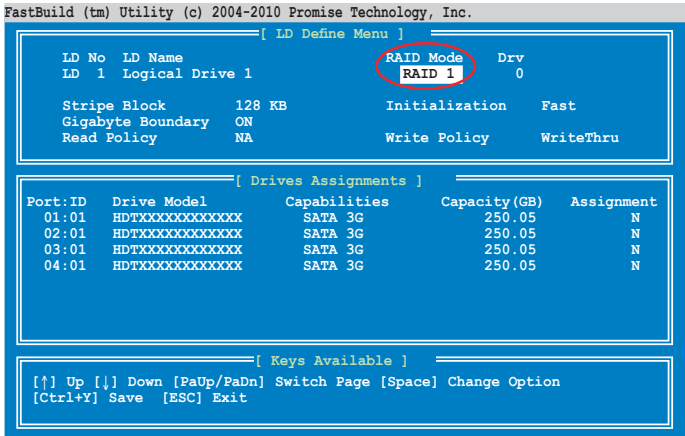 FastBuild (tm) Utility (c) 2004-2010 Promise Technology, Inc.
[ LD Define Menu ]
LD No LD Name RAID Mode Drv
LD 1 Logical Drive 1 RAID 1 0
Stripe Block 128 KB Initialization Fast
Gigabyte Boundary ON
Read Policy NA Write Policy WriteThru
[ Drives Assignments ]
Port:ID Drive Model Capabilities Capacity(GB) Assignment
01:01 HDTXXXXXXXXXXXX SATA 3G 250.05 N
02:01 HDTXXXXXXXXXXXX SATA 3G 250.05 N
03:01 HDTXXXXXXXXXXXX SATA 3G 250.05 N
04:01 HDTXXXXXXXXXXXX SATA 3G 250.05 N
[ Keys Available ]
[↑] Up [↓] Down [PaUp/PaDn] Switch Page [Space] Change Option
[Ctrl+Y] Save [ESC] Exit